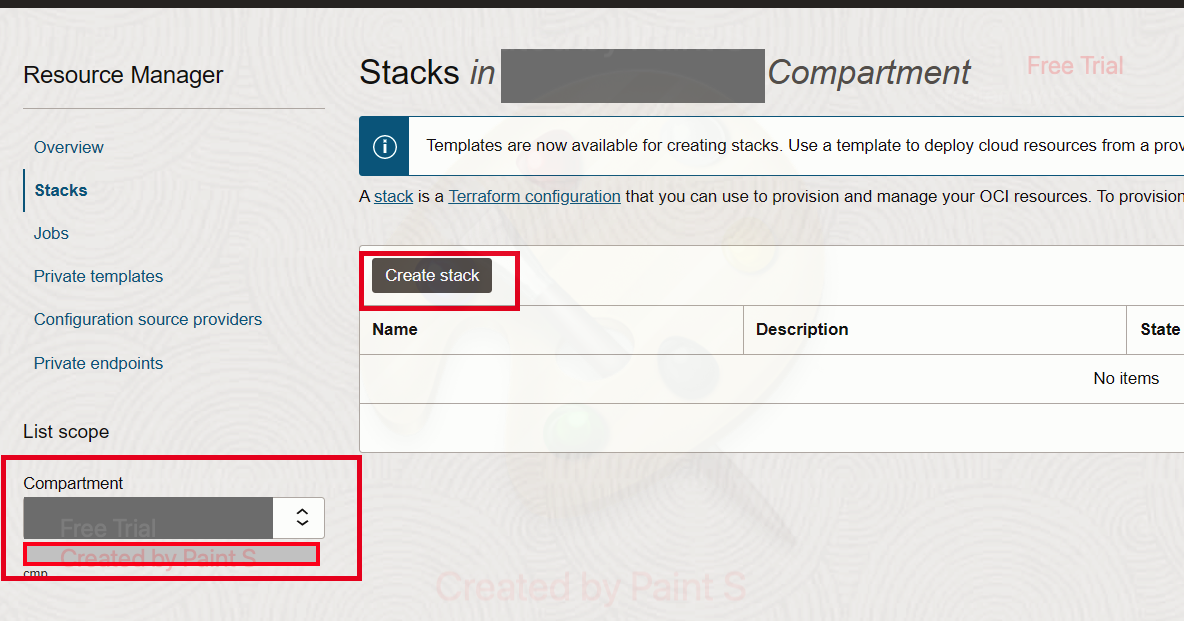 Resource Manager
Overview
Stacks
Jobs
Private templates
Configuration source providers
Private endpoints
List scope
Compartment
Free Trial
Created by Paint S
cmp
Stacks in
Compartment
Free Trial
Templates are now available for creating stacks. Use a template to deploy cloud resources from a prov
A stack is a Terraform configuration that you can use to provision and manage your OCI resources. To provision
Create stack
Name Description State
No items
Created by Paint S